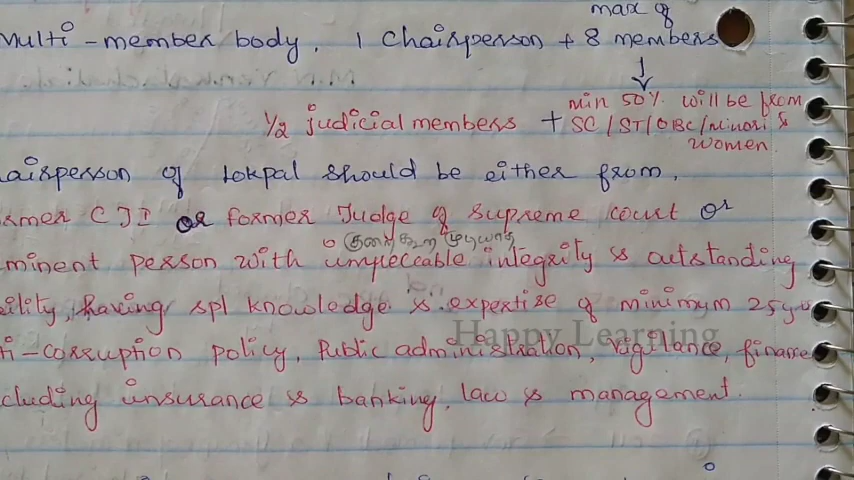 max of
Multi-member body. 1 Chairperson + 8 members
min 50% will be from
1/2 judicial members + SC/ST/OBC/Minori &
women
airperson of Lokpal should be either from,
rmer CJI or former Judge of supreme court or
குறை கூற முடியாத
minent person with impeccable integrity & outstanding
ility, having spl knowledge & expertise of minimum 25yrs
ti-corruption policy, Public administration, vigilance, finance
cluding insurance & banking, law & management.
Happy Learning